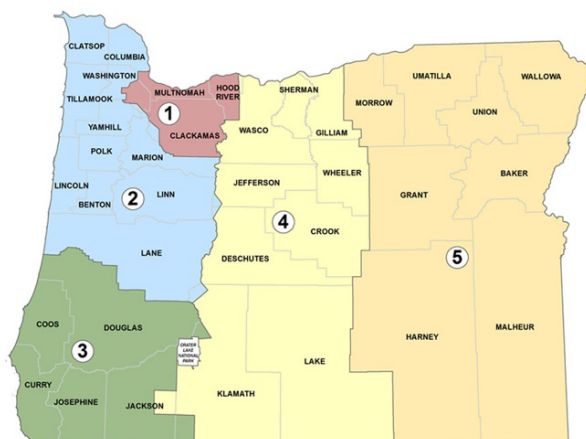 CLATSOP
COLUMBIA
WASHINGTON
TILLAMOOK
MULTNOMAH
HOOD
RIVER
1
YAMHILL
CLACKAMAS
POLK
MARION
LINCOLN
BENTON
LINN
2
LANE
SHERMAN
WASCO
GILLIAM
WHEELER
JEFFERSON
4
CROOK
DESCHUTES
MORROW
UMATILLA
WALLOWA
UNION
BAKER
GRANT
5
HARNEY
MALHEUR
COOS
DOUGLAS
3
CURRY
JOSEPHINE
JACKSON
CRATER
LAKE
NATIONAL
PARK
KLAMATH
LAKE